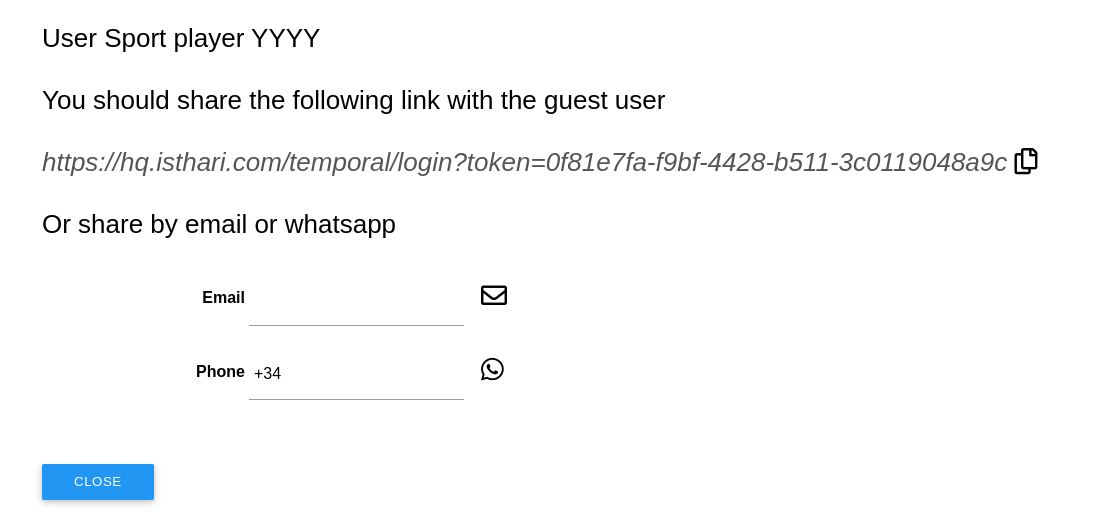 User Sport player YYYY
You should share the following link with the guest user
https://hq.isthari.com/temporal/login?token=0f81e7fa-f9bf-4428-b511-3c0119048a9c
Or share by email or whatsapp
Email
Phone +34
CLOSE